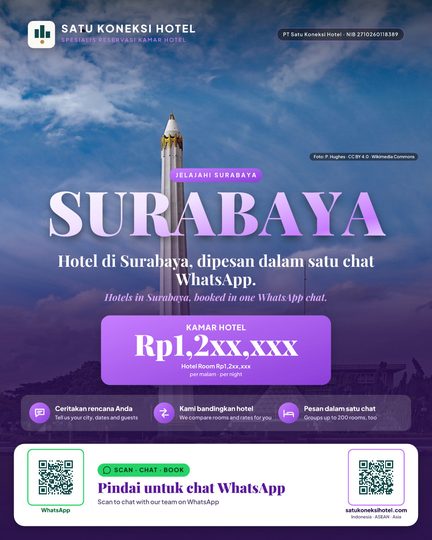 SATU KONEKSI HOTEL
SPESIALIS RESERVASI KAMAR HOTEL
PT Satu Koneksi Hotel · NIB 2710260118389
Foto: P. Hughes · CC BY 4.0 · Wikimedia Commons
JELAJAHI SURABAYA
SURABAYA
Hotel di Surabaya, dipesan dalam satu chat
WhatsApp.
Hotels in Surabaya, booked in one WhatsApp chat.
KAMAR HOTEL
Rp1,2xx,xxx
Hotel Room Rp1,2xx,xxx
per malam · per night
Ceritakan rencana Anda
Tell us your city, dates and guests
Kami bandingkan hotel
We compare rooms and rates for you
Pesan dalam satu chat
Groups up to 200 rooms, too
SCAN · CHAT · BOOK
Pindai untuk chat WhatsApp
Scan to chat with our team on WhatsApp
WhatsApp
satukoneksihotel.com
Indonesia · ASEAN · Asia